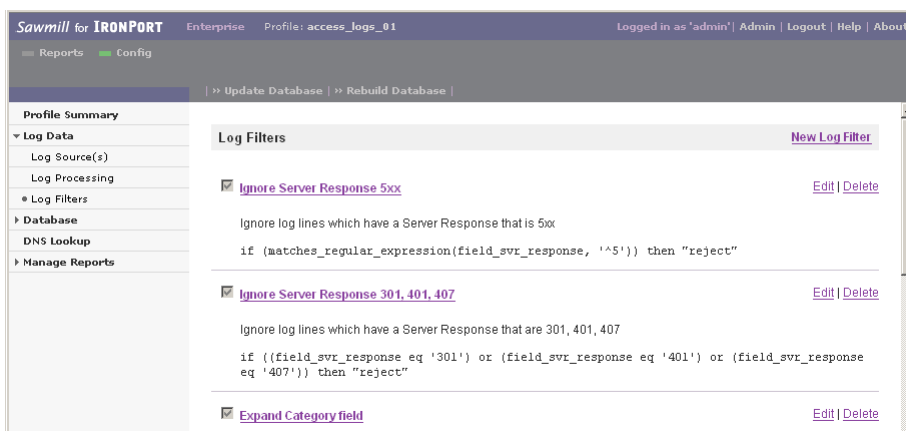 Sawmill for IRONPORT Enterprise Profile: access_logs_01 Logged in as 'admin'| Admin | Logout | Help | About
Reports Config
| ›› Update Database | ›› Rebuild Database |
Profile Summary
Log Data
Log Source(s)
Log Processing
Log Filters
Database
DNS Lookup
Manage Reports
Log Filters New Log Filter
Ignore Server Response 5xx Edit | Delete
Ignore log lines which have a Server Response that is 5xx
if (matches_regular_expression(field_svr_response, '^5')) then "reject"
Ignore Server Response 301, 401, 407 Edit | Delete
Ignore log lines which have a Server Response that are 301, 401, 407
if ((field_svr_response eq '301') or (field_svr_response eq '401') or (field_svr_response
eq '407')) then "reject"
Expand Category field Edit | Delete